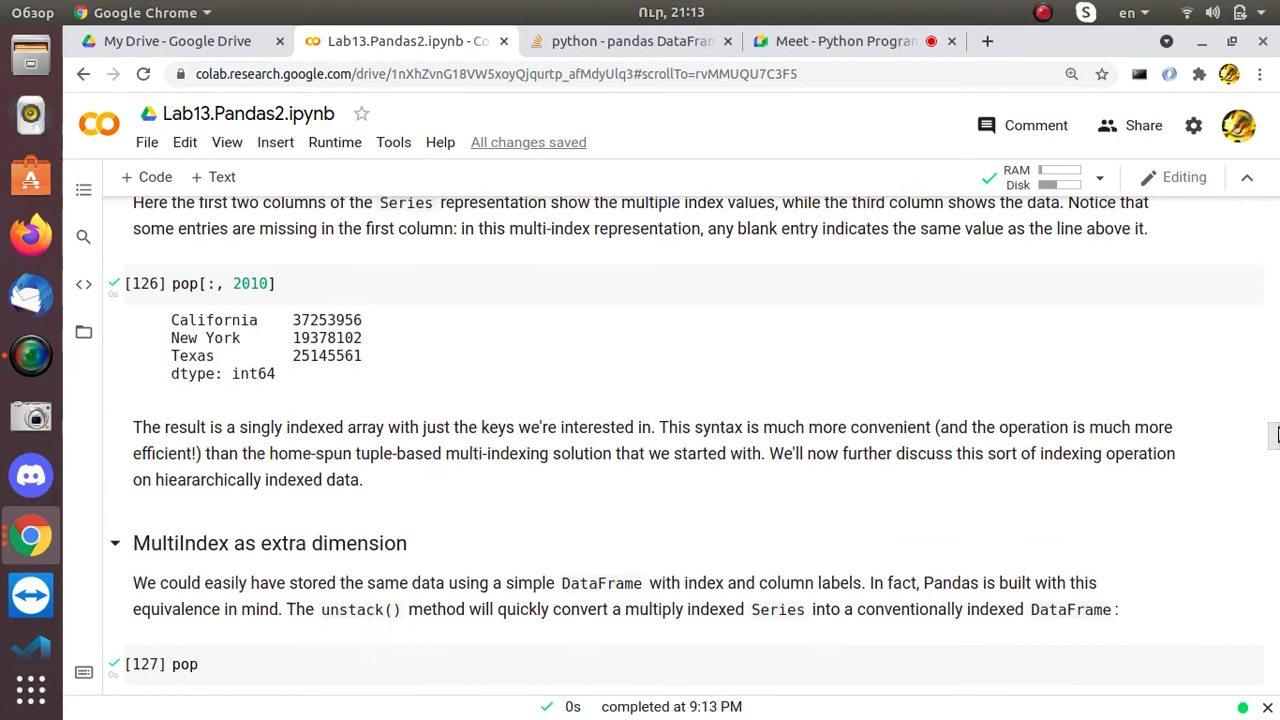 Обзор
Google Chrome
Ուր, 21:13
en
My Drive - Google Drive
Lab13.Pandas2.ipynb - Co
python - pandas DataFran
Meet - Python Progran
colab.research.google.com/drive/1nXhZvnG18VW5xoyQjqurtp_afMdyUlq3#scrollTo=rvMMUQU7C3F5
Lab13.Pandas2.ipynb
Comment
Share
File Edit View Insert Runtime Tools Help All changes saved
+ Code + Text
RAM
Disk
Editing
Here the first two columns of the Series representation show the multiple index values, while the third column shows the data. Notice that
some entries are missing in the first column: in this multi-index representation, any blank entry indicates the same value as the line above it.
[126] pop[:, 2010]
0s
California 37253956
New York 19378102
Texas 25145561
dtype: int64
The result is a singly indexed array with just the keys we're interested in. This syntax is much more convenient (and the operation is much more
efficient!) than the home-spun tuple-based multi-indexing solution that we started with. We'll now further discuss this sort of indexing operation
on hieararchically indexed data.
MultiIndex as extra dimension
We could easily have stored the same data using a simple DataFrame with index and column labels. In fact, Pandas is built with this
equivalence in mind. The unstack() method will quickly convert a multiply indexed Series into a conventionally indexed DataFrame:
[127] pop
0s
0s completed at 9:13 PM